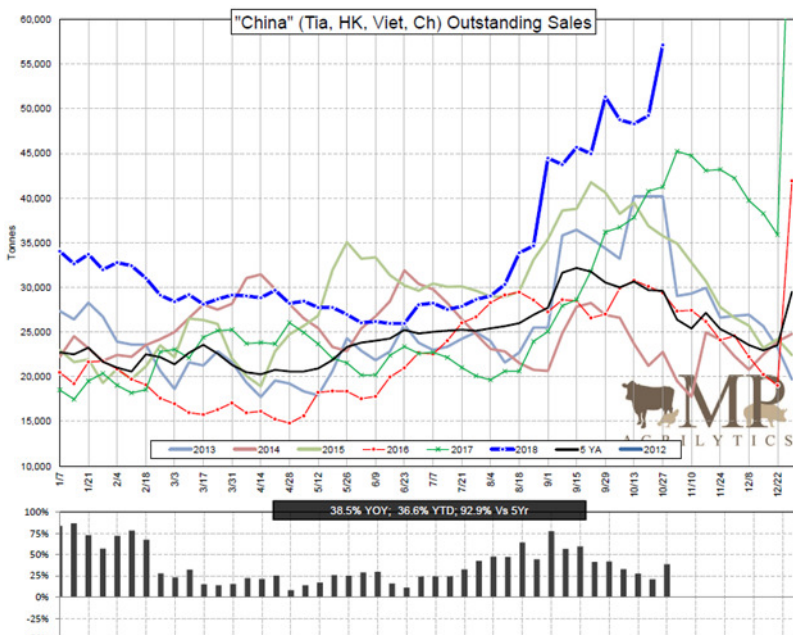 "China" (Tia, HK, Viet, Ch) Outstanding Sales
60,000
55,000
50,000
45,000
40,000
35,000
30,000
25,000
20,000
15,000
10,000
Tonnes
MP
AGRILYTICS
2013 2014 2015 2016 2017 2018 5 YA 2012
1/7 1/21 2/4 2/18 3/3 3/17 3/31 4/14 4/28 5/12 5/26 6/9 6/23 7/7 7/21 8/4 8/18 9/1 9/15 9/29 10/13 10/27 11/10 11/24 12/8 12/22
38.5% YOY; 36.6% YTD; 92.9% Vs 5Yr
100%
75%
50%
25%
0%
-25%